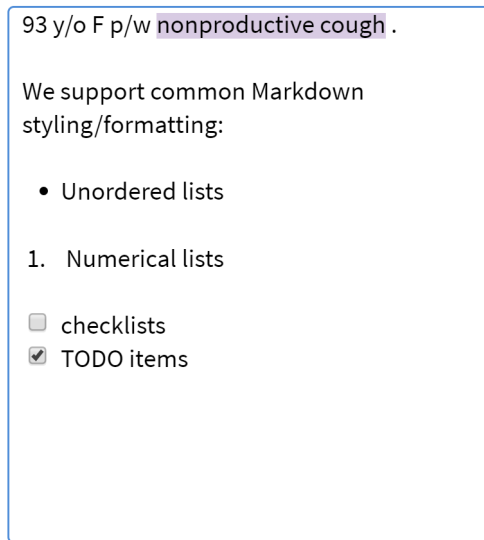 93 y/o F p/w nonproductive cough .
We support common Markdown
styling/formatting:
• Unordered lists
1. Numerical lists
checklists
TODO items